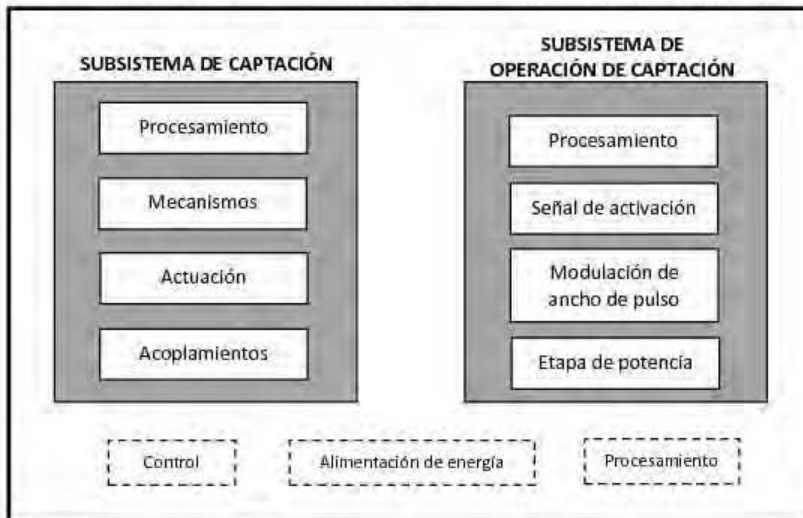 SUBSISTEMA DE CAPTACIÓN
Procesamiento
Mecanismos
Actuación
Acoplamientos
SUBSISTEMA DE
OPERACIÓN DE CAPTACIÓN
Procesamiento
Señal de activación
Modulación de
ancho de pulso
Etapa de potencia
Control
Alimentación de energía
Procesamiento